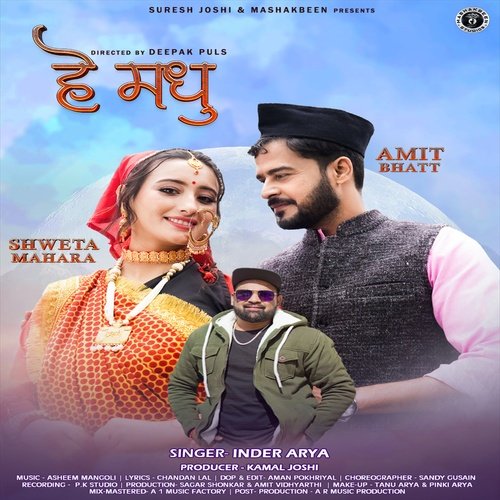 SURESH JOSHI & MASHAKBEEN PRESENTS
DIRECTED BY DEEPAK PULS
हे मधु
AMIT
BHATT
SHWETA
MAHARA
SINGER- INDER ARYA
PRODUCER - KAMAL JOSHI
MUSIC - ASHEEM MANGOLI | LYRICS - CHANDAN LAL | DOP & EDIT- AMAN POKHRIYAL | CHOREOGRAPHER - SANDY GUSAIN
RECORDING - P.K STUDIO | PRODUCTION- SAGAR SHONKAR & AMIT VIDHYARTHI | MAKE-UP - TANU ARYA & PINKI ARYA
MIX-MASTERED- A 1 MUSIC FACTORY | POST- PRODUCTION - A R MUSIC PRODUCTION